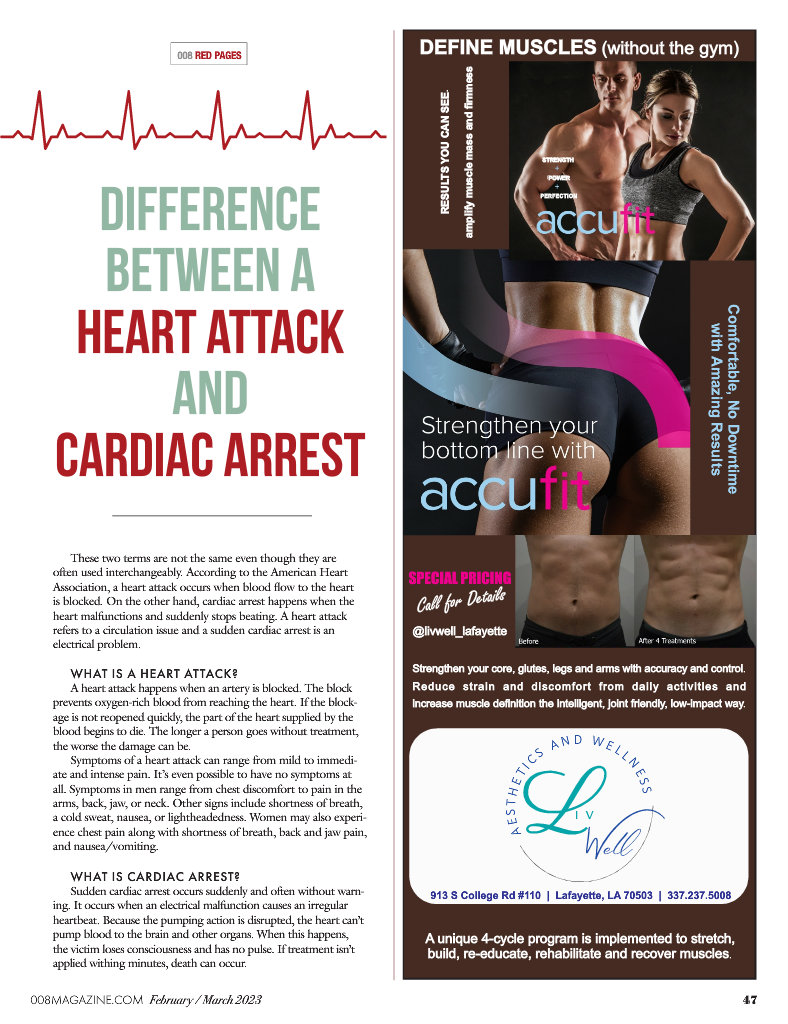 008 RED PAGES
DIFFERENCE
BETWEEN A
HEART ATTACK
AND
CARDIAC ARREST
These two terms are not the same even though they are
often used interchangeably. According to the American Heart
Association, a heart attack occurs when blood flow to the heart
is blocked. On the other hand, cardiac arrest happens when the
heart malfunctions and suddenly stops beating. A heart attack
refers to a circulation issue and a sudden cardiac arrest is an
electrical problem.
WHAT IS A HEART ATTACK?
A heart attack happens when an artery is blocked. The block
prevents oxygen-rich blood from reaching the heart. If the block-
age is not reopened quickly, the part of the heart supplied by the
blood begins to die. The longer a person goes without treatment,
the worse the damage can be.
Symptoms of a heart attack can range from mild to immedi-
ate and intense pain. It's even possible to have no symptoms at
all. Symptoms in men range from chest discomfort to pain in the
arms, back, jaw, or neck. Other signs include shortness of breath,
a cold sweat, nausea, or lightheadedness. Women may also experi-
ence chest pain along with shortness of breath, back and jaw pain,
and nausea/vomiting.
WHAT IS CARDIAC ARREST?
Sudden cardiac arrest occurs suddenly and often without warn-
ing. It occurs when an electrical malfunction causes an irregular
heartbeat. Because the pumping action is disrupted, the heart can't
pump blood to the brain and other organs. When this happens,
the victim loses consciousness and has no pulse. If treatment isn't
applied withing minutes, death can occur.
DEFINE MUSCLES (without the gym)
RESULTS YOU CAN SEE.
amplify muscle mass and firmness
STRENGTH
+
POWER
+
PERFECTION
accufit
Comfortable, No Downtime
with Amazing Results
Strengthen your
bottom line with
accufit
SPECIAL PRICING
Call for Details
@livwell_lafayette
Before
After 4 Treatments
Strengthen your core, glutes, legs and arms with accuracy and control.
Reduce strain and discomfort from daily activities and
increase muscle definition the intelligent, joint friendly, low-impact way.
AESTHETICS AND WELLNESS
LIV
Well
913 S College Rd #110 | Lafayette, LA 70503 | 337.237.5008
A unique 4-cycle program is implemented to stretch,
build, re-educate, rehabilitate and recover muscles.
008MAGAZINE.COM February / March 2023
47